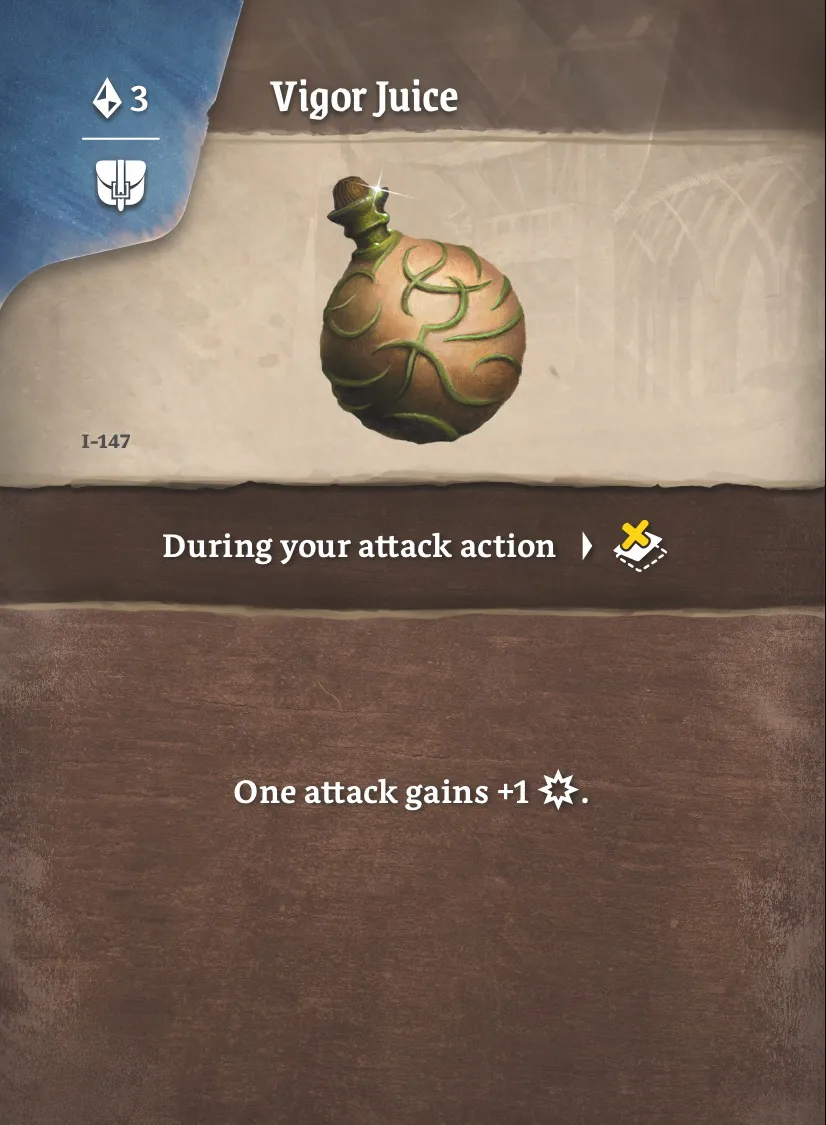 3
Vigor Juice
I-147
During your attack action
One attack gains +1 .